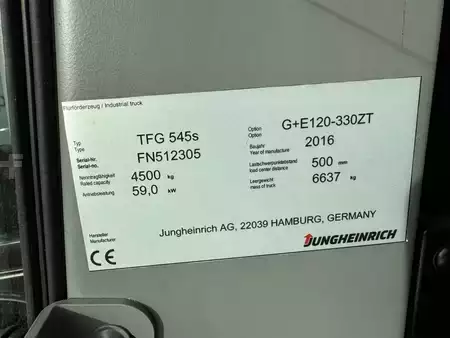 Flurförderzeug / Industrial truck
Typ
Type
TFG 545s
Option
Option
G+E120-330ZT
Serial-Nr.
Serial-No.
FN512305
Baujahr
Year of Manufacture
2016
Nenntragfähigkeit
Rated capacity
4500 kg
Lastschwerpunktabstand
load center distance
500 mm
Antriebsleistung
59,0 kW
Leergewicht
mass of truck
6637 kg
Hersteller
Manufacturer
Jungheinrich AG, 22039 HAMBURG, GERMANY
CE
JUNGHEINRICH